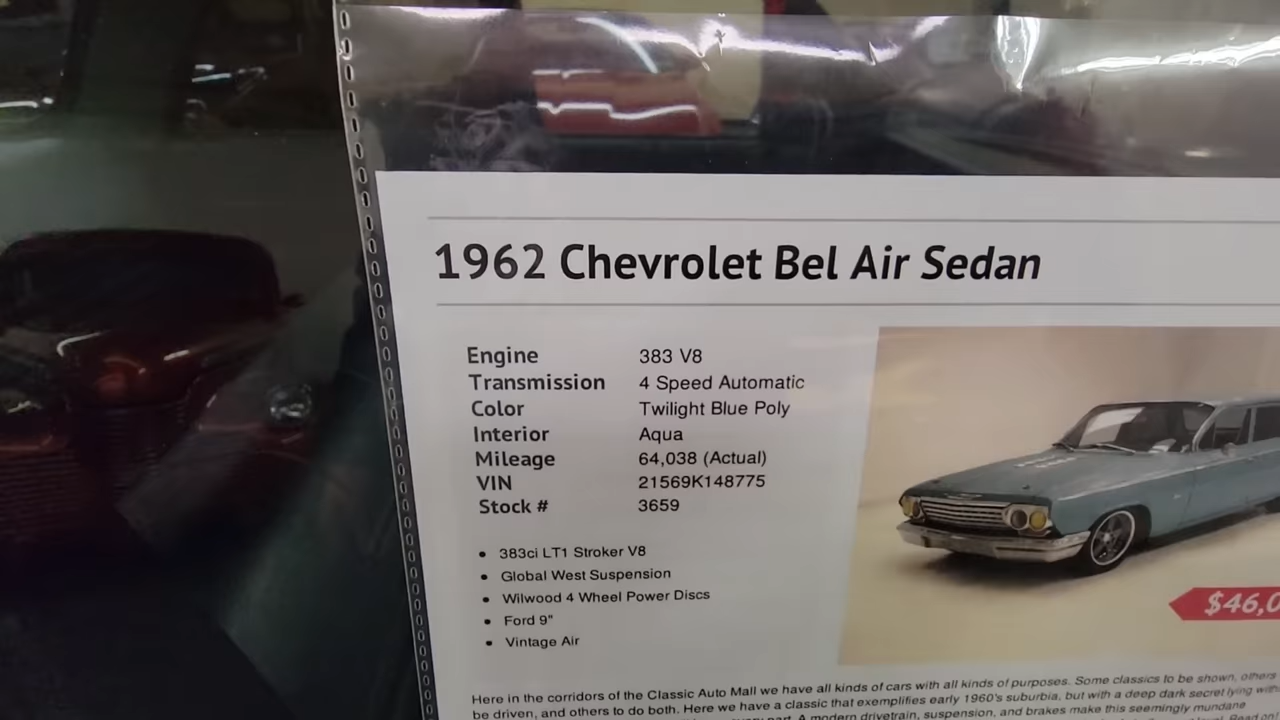 1962 Chevrolet Bel Air Sedan
Engine 383 V8
Transmission 4 Speed Automatic
Color Twilight Blue Poly
Interior Aqua
Mileage 64,038 (Actual)
VIN 21569K148775
Stock # 3659
• 383ci LT1 Stroker V8
• Global West Suspension
• Wilwood 4 Wheel Power Discs
• Ford 9"
• Vintage Air
$46,0
Here in the corridors of the Classic Auto Mall we have all kinds of cars with all kinds of purposes. Some classics to be shown, others
be driven, and others to do both. Here we have a classic that exemplifies early 1960's suburbia, but with a deep dark secret lying with
part. A modern drivetrain, suspension, and brakes make this seemingly mundane